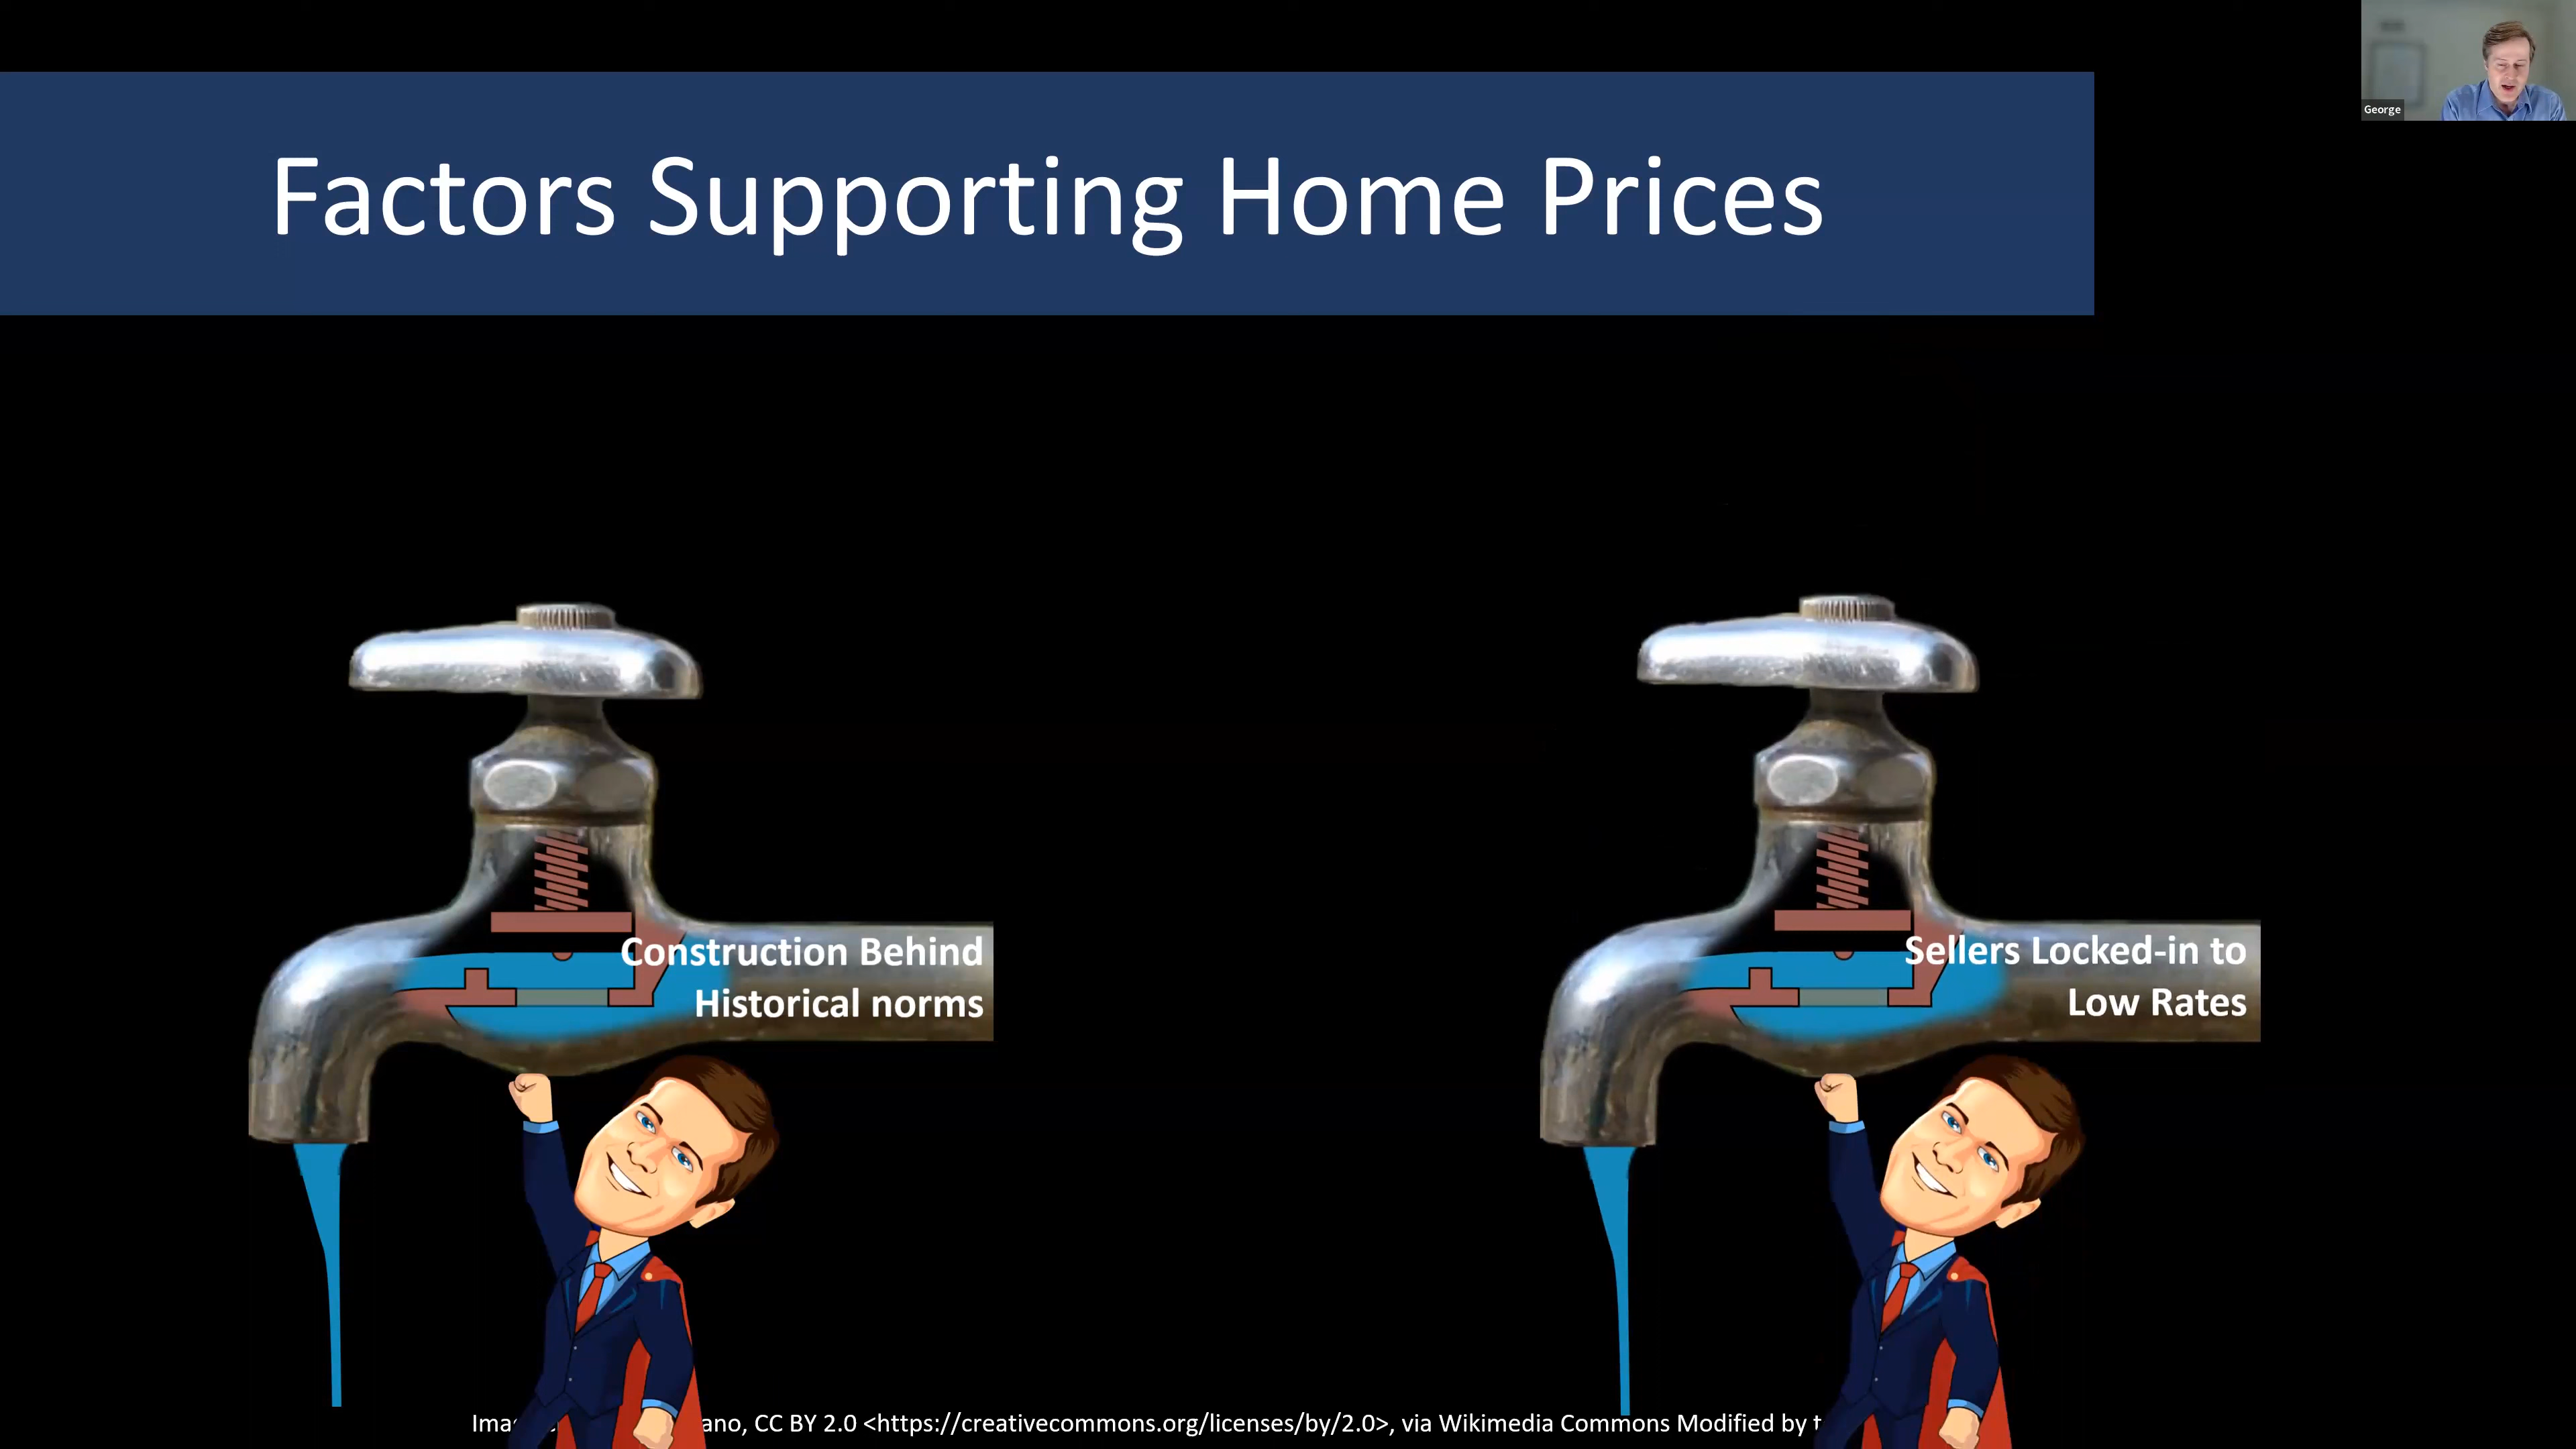 George
Factors Supporting Home Prices
Construction Behind
Historical norms
Sellers Locked-in to
Low Rates
CC BY 2.0 <https://creativecommons.org/licenses/by/2.0>, via Wikimedia Commons Modified by